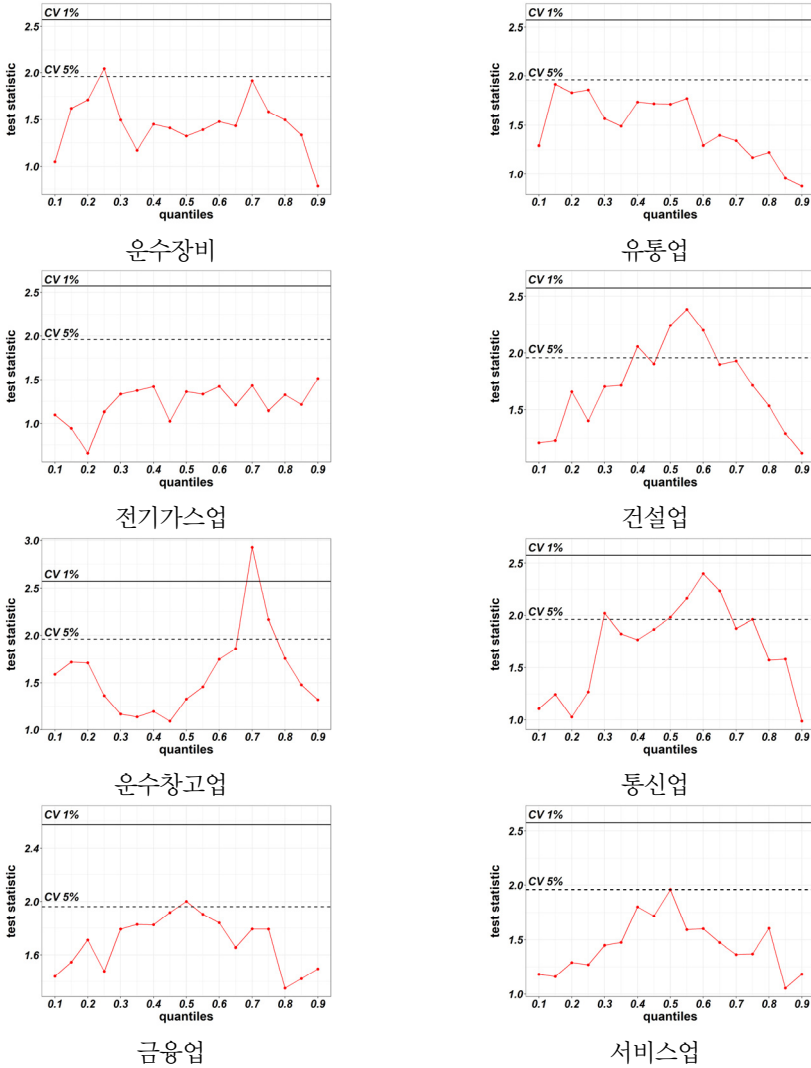 CV 1%
2.5
CV 5%
2.0
1.5
1.0
test statistic
0.1 0.2 0.3 0.4 0.5 0.6 0.7 0.8 0.9
quantiles
운수장비
CV 1%
2.5
CV 5%
2.0
1.5
1.0
test statistic
0.1 0.2 0.3 0.4 0.5 0.6 0.7 0.8 0.9
quantiles
유통업
CV 1%
2.5
CV 5%
2.0
1.5
1.0
test statistic
0.1 0.2 0.3 0.4 0.5 0.6 0.7 0.8 0.9
quantiles
전기가스업
CV 1%
2.5
CV 5%
2.0
1.5
test statistic
0.1 0.2 0.3 0.4 0.5 0.6 0.7 0.8 0.9
quantiles
건설업
3.0
CV 1%
2.5
CV 5%
2.0
1.5
1.0
test statistic
0.1 0.2 0.3 0.4 0.5 0.6 0.7 0.8 0.9
quantiles
운수창고업
CV 1%
2.5
CV 5%
2.0
1.5
1.0
test statistic
0.1 0.2 0.3 0.4 0.5 0.6 0.7 0.8 0.9
quantiles
통신업
CV 1%
2.4
CV 5%
2.0
1.6
test statistic
0.1 0.2 0.3 0.4 0.5 0.6 0.7 0.8 0.9
quantiles
금융업
CV 1%
2.5
CV 5%
2.0
1.5
1.0
test statistic
0.1 0.2 0.3 0.4 0.5 0.6 0.7 0.8 0.9
quantiles
서비스업